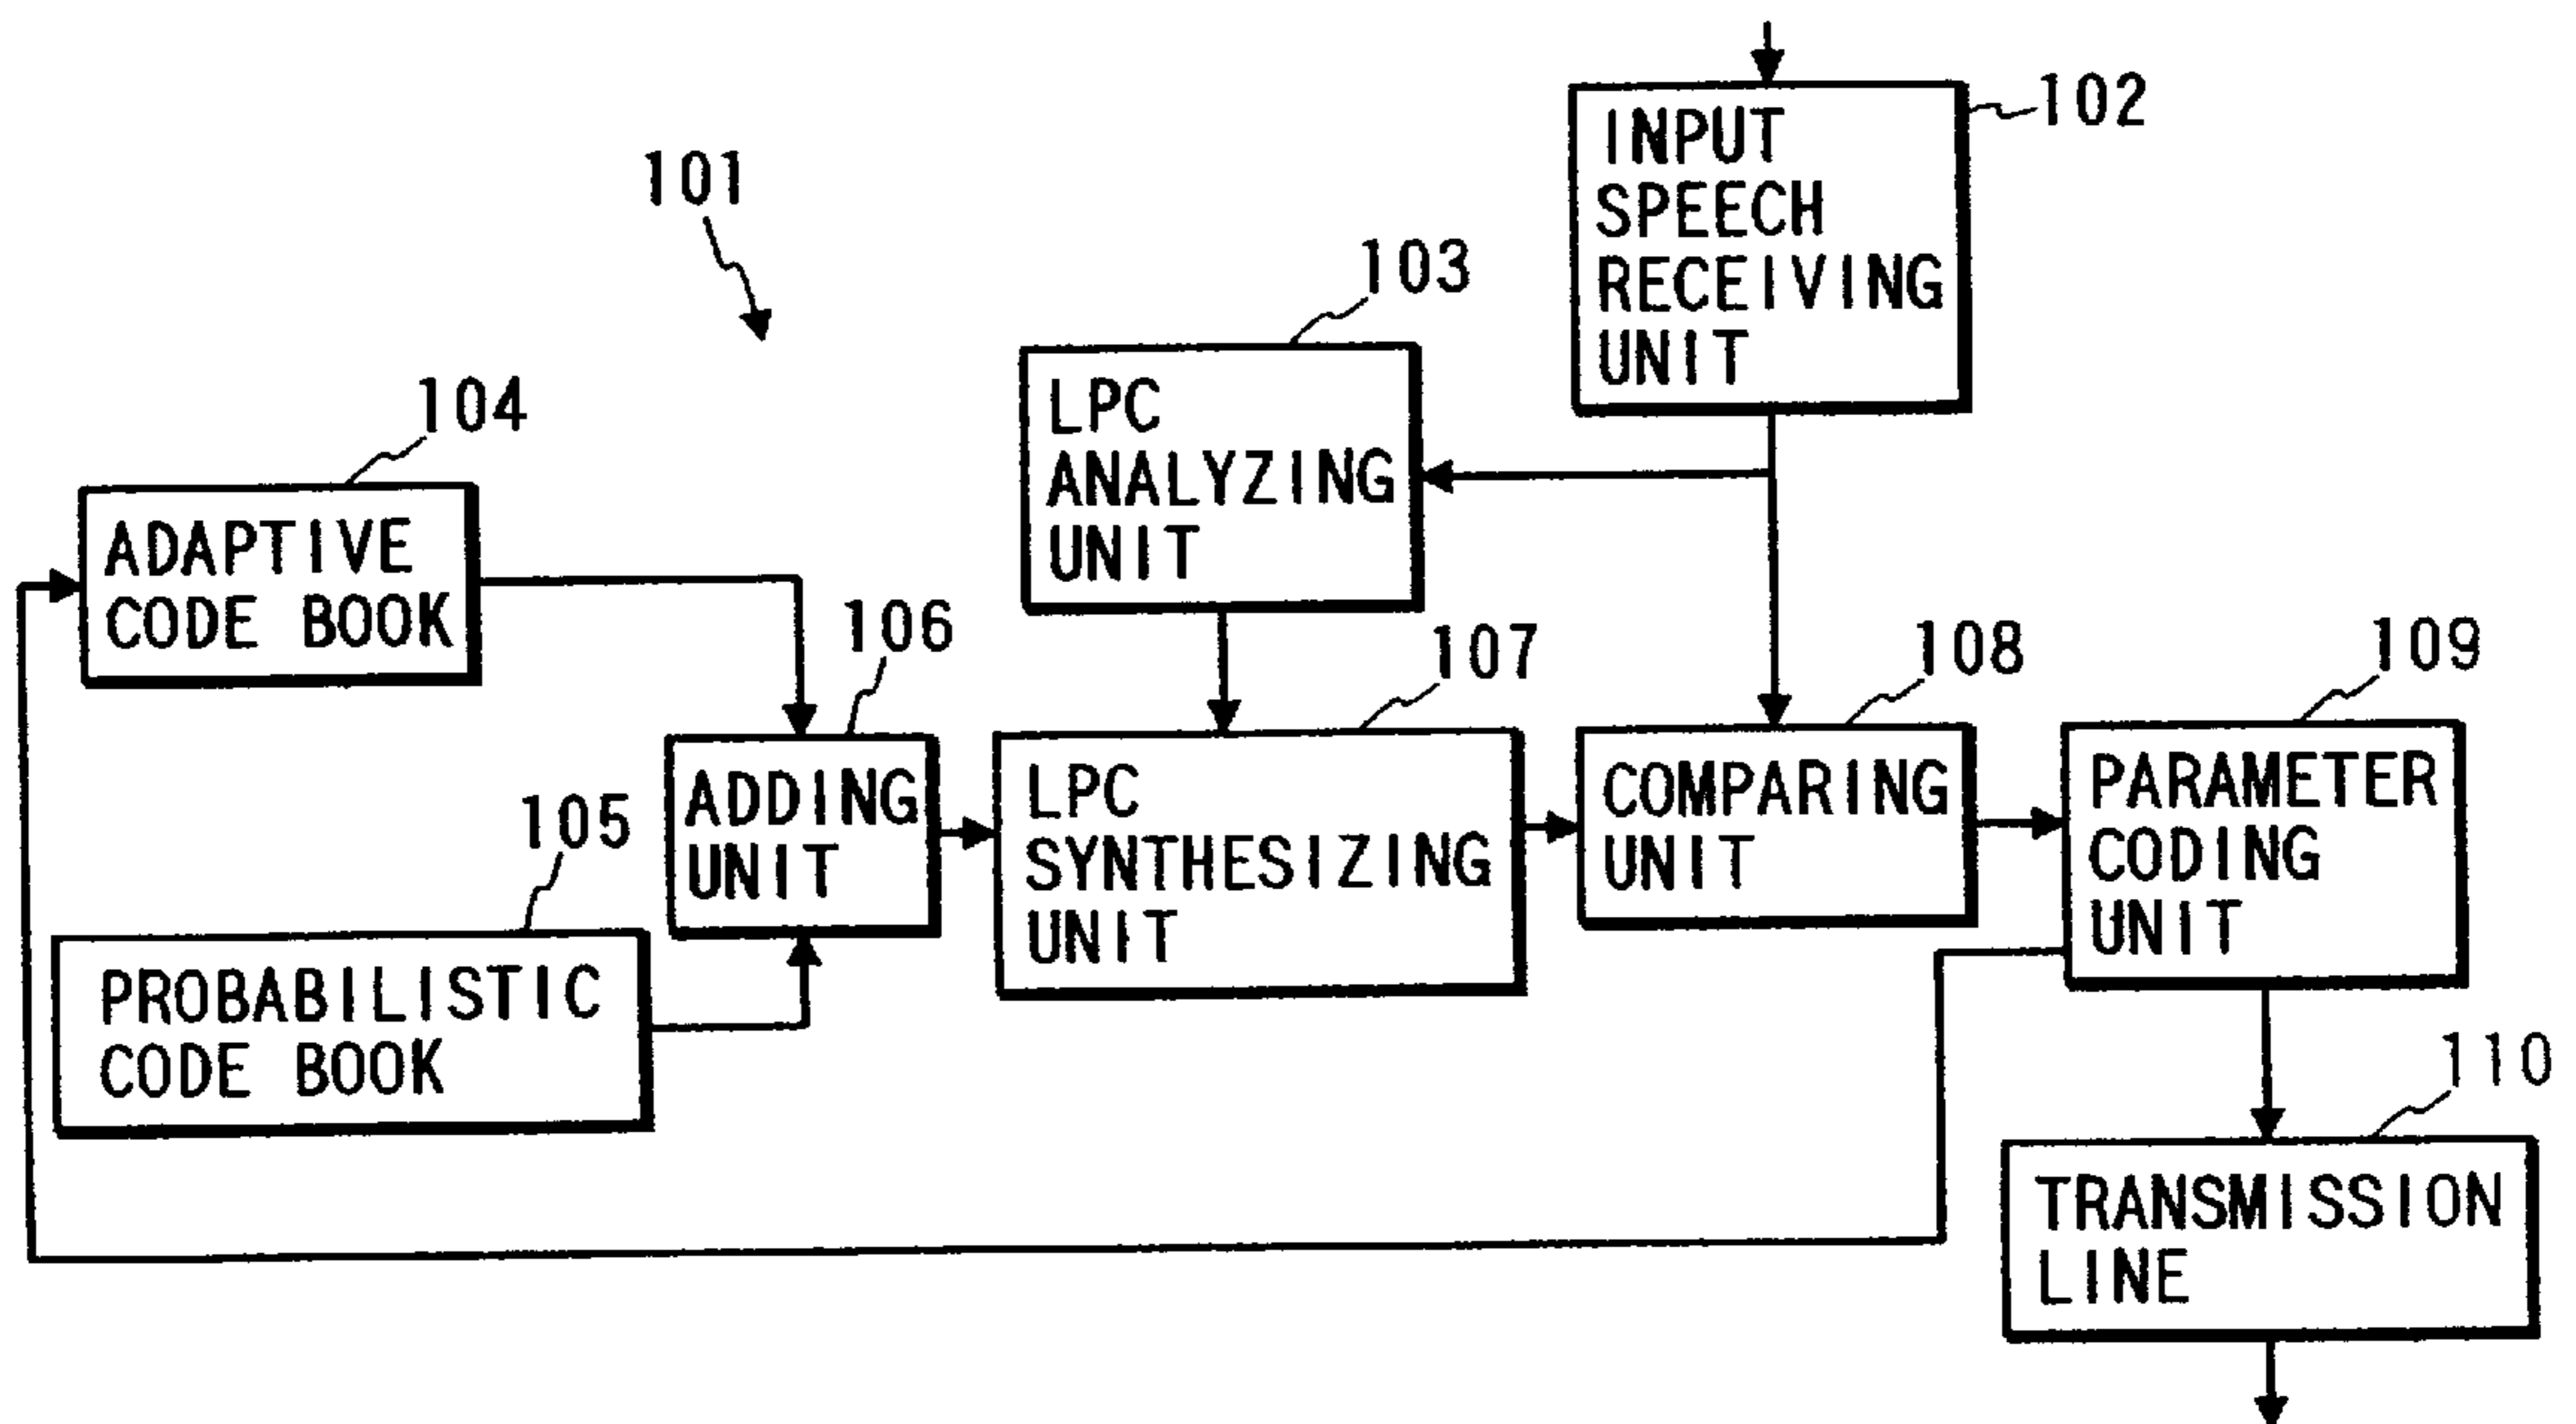 102
INPUT
SPEECH
RECEIVING
UNIT
101
103
LPC
ANALYZING
UNIT
104
ADAPTIVE
CODE BOOK
106
ADDING
UNIT
105
PROBABILISTIC
CODE BOOK
107
LPC
SYNTHESIZING
UNIT
108
COMPARING
UNIT
109
PARAMETER
CODING
UNIT
110
TRANSMISSION
LINE